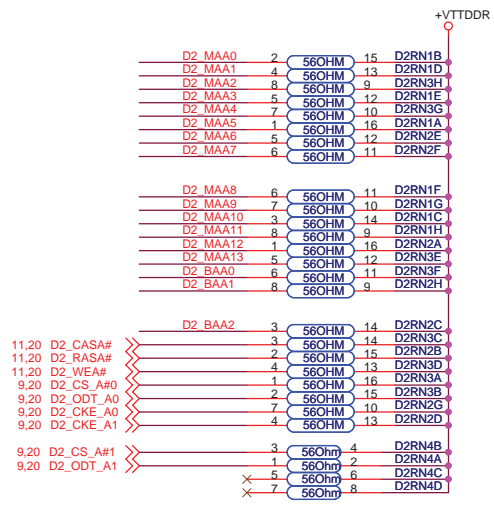 +VTTDDR
D2_MAA0 2 56OHM 15 D2RN1B
D2_MAA1 4 56OHM 13 D2RN1D
D2_MAA2 8 56OHM 9 D2RN3H
D2_MAA3 5 56OHM 12 D2RN1E
D2_MAA4 7 56OHM 10 D2RN3G
D2_MAA5 1 56OHM 16 D2RN1A
D2_MAA6 5 56OHM 12 D2RN2E
D2_MAA7 6 56OHM 11 D2RN2F
D2_MAA8 6 56OHM 11 D2RN1F
D2_MAA9 7 56OHM 10 D2RN1G
D2_MAA10 3 56OHM 14 D2RN1C
D2_MAA11 8 56OHM 9 D2RN1H
D2_MAA12 1 56OHM 16 D2RN2A
D2_MAA13 5 56OHM 12 D2RN3E
D2_BAA0 6 56OHM 11 D2RN3F
D2_BAA1 8 56OHM 9 D2RN2H
D2_BAA2 3 56OHM 14 D2RN2C
11,20 D2_CASA# 3 56OHM 14 D2RN3C
11,20 D2_RASA# 2 56OHM 15 D2RN2B
11,20 D2_WEA# 4 56OHM 13 D2RN3D
9,20 D2_CS_A#0 1 56OHM 16 D2RN3A
9,20 D2_ODT_A0 2 56OHM 15 D2RN3B
9,20 D2_CKE_A0 7 56OHM 10 D2RN2G
9,20 D2_CKE_A1 4 56OHM 13 D2RN2D
9,20 D2_CS_A#1 3 56Ohm 4 D2RN4B
9,20 D2_ODT_A1 1 56Ohm 2 D2RN4A
5 56Ohm 6 D2RN4C
7 56Ohm 8 D2RN4D